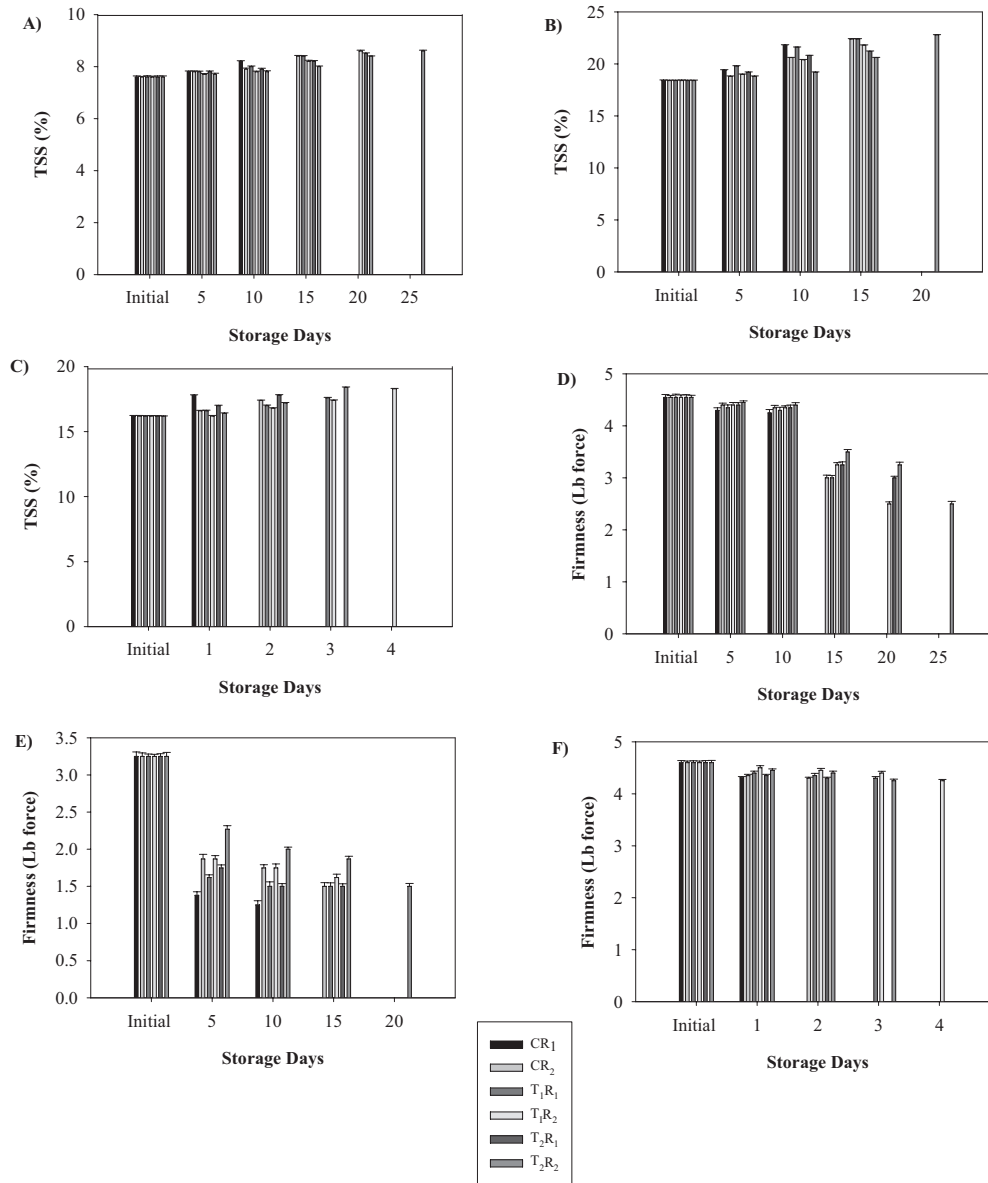 A)
10
8
6
4
2
0
TSS (%)
Initial 5 10 15 20 25
Storage Days
B)
25
20
15
10
5
0
TSS (%)
Initial 5 10 15 20
Storage Days
C)
20
15
10
5
0
TSS (%)
Initial 1 2 3 4
Storage Days
D)
5
4
3
2
1
0
Firmness (Lb force)
Initial 5 10 15 20 25
Storage Days
E)
3.5
3.0
2.5
2.0
1.5
1.0
0.5
0.0
Firmness (Lb force)
Initial 5 10 15 20
Storage Days
F)
5
4
3
2
1
0
Firmness (Lb force)
Initial 1 2 3 4
Storage Days
CR1
CR2
T1R1
T1R2
T2R1
T2R2